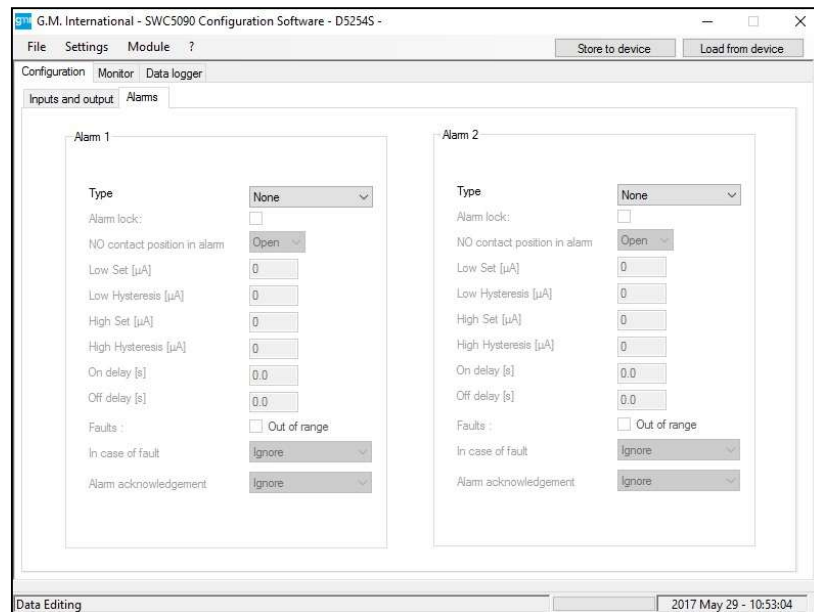 gmi G.M. International - SWC5090 Configuration Software - D5254S -
File Settings Module ? Store to device Load from device
Configuration Monitor Data logger
Inputs and output Alarms
Alarm 1
Type None
Alarm lock:
NO contact position in alarm Open
Low Set [µA] 0
Low Hysteresis [µA] 0
High Set [µA] 0
High Hysteresis [µA] 0
On delay [s] 0.0
Off delay [s] 0.0
Faults : Out of range
In case of fault Ignore
Alarm acknowledgement Ignore
Alarm 2
Type None
Alarm lock:
NO contact position in alarm Open
Low Set [µA] 0
Low Hysteresis [µA] 0
High Set [µA] 0
High Hysteresis [µA] 0
On delay [s] 0.0
Off delay [s] 0.0
Faults : Out of range
In case of fault Ignore
Alarm acknowledgement Ignore
Data Editing 2017 May 29 - 10:53:04